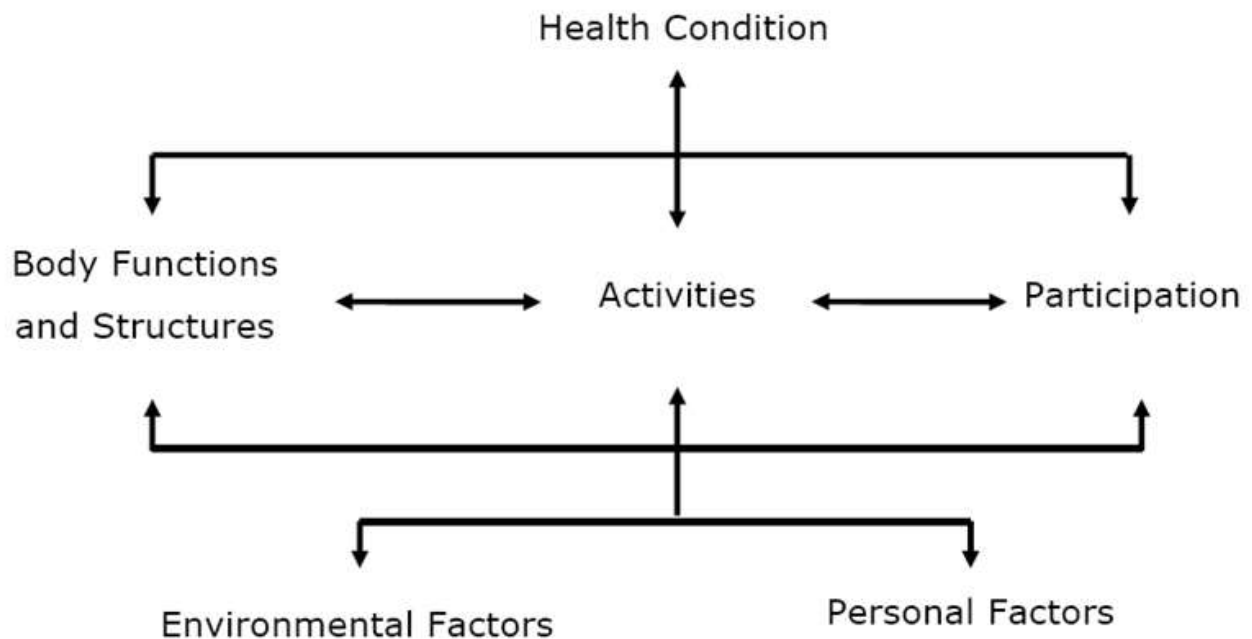 Health Condition
Body Functions
and Structures
Activities
Participation
Environmental Factors
Personal Factors